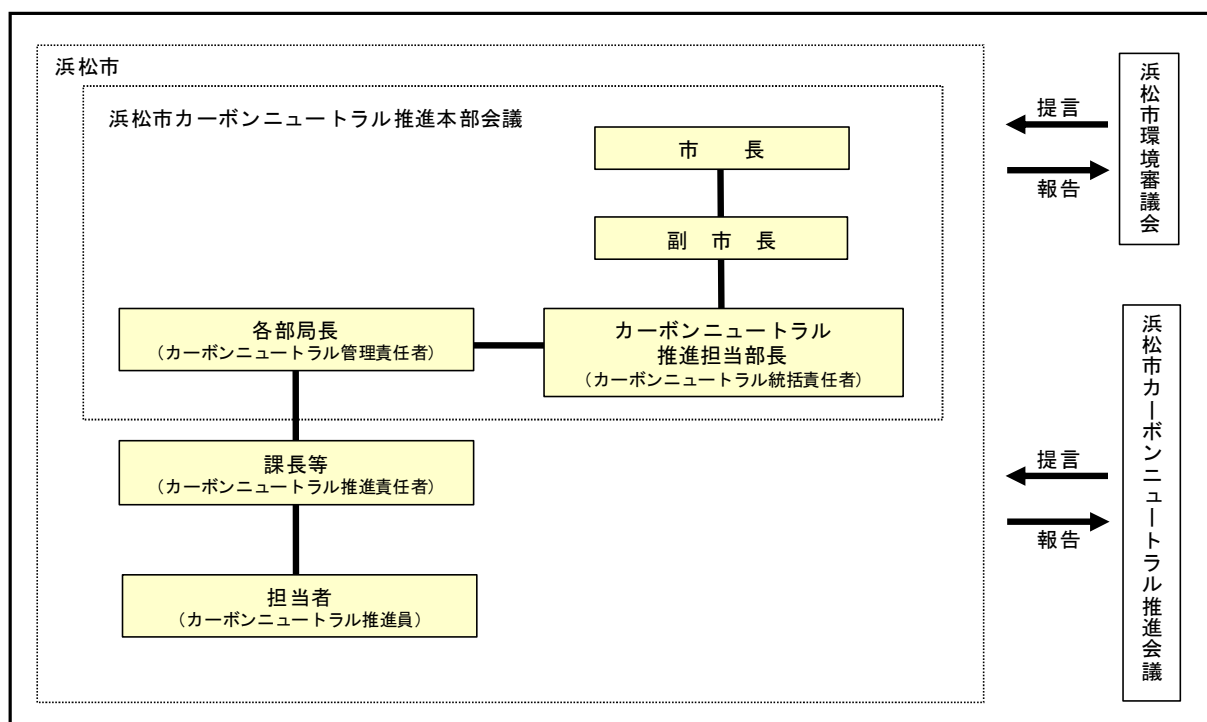 浜松市
浜松市カーボンニュートラル推進本部会議
市　　長
副　市　長
各部局長
（カーボンニュートラル管理責任者）
カーボンニュートラル
推進担当部長
（カーボンニュートラル統括責任者）
課長等
（カーボンニュートラル推進責任者）
担当者
（カーボンニュートラル推進員）
提言
報告
浜松市環境審議会
提言
報告
浜松市カーボンニュートラル推進会議